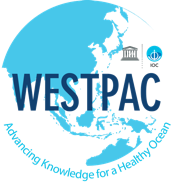 IOC
WESTPAC
Advancing Knowledge for a Healthy Ocean